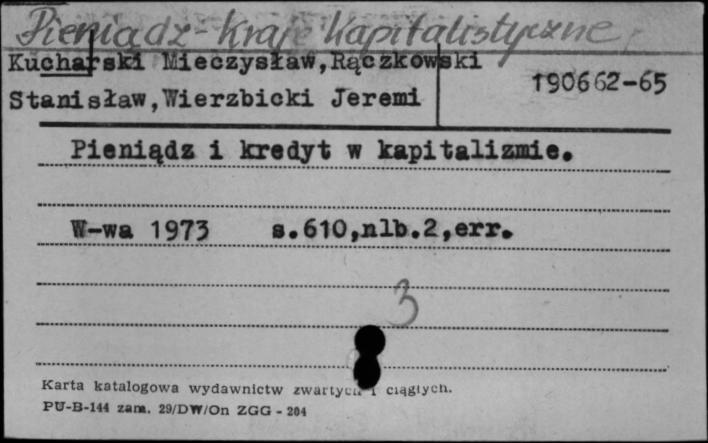 Pieniądz - kraje kapitalistyczne
Kucharski Mieczysław,Rączkowski
Stanisław,Wierzbicki Jeremi
190662-65
Pieniądz i kredyt w kapitalizmie.
W-wa 1973 s.610,nlb.2,err.
3
Karta katalogowa wydawnictw zwartych i ciągłych.
PU-B-144 zam. 29/DW/On ZGG - 204